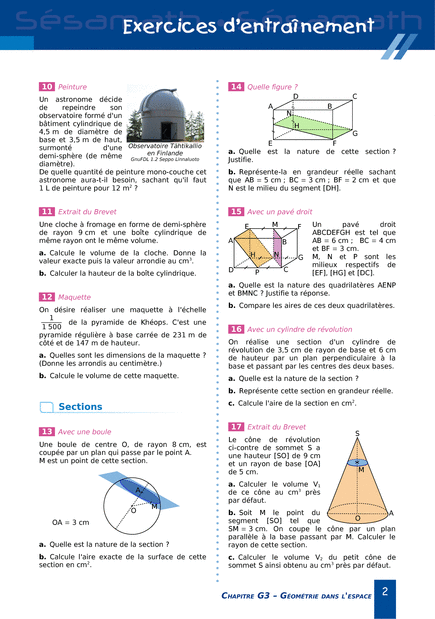 Sésamath
Sésamath
Exercices d'entraînement
10 Peinture
Un astronome décide
de repeindre son
observatoire formé d'un
bâtiment cylindrique de
4,5 m de diamètre de
base et 3,5 m de haut,
surmonté d'une
demi-sphère (de même
diamètre).
Observatoire Tähtikallio
en Finlande
GnuFDL 1.2 Seppo Linnaluoto
De quelle quantité de peinture mono-couche cet
astronome aura-t-il besoin, sachant qu'il faut
1 L de peinture pour 12 m² ?
11 Extrait du Brevet
Une cloche à fromage en forme de demi-sphère
de rayon 9 cm et une boîte cylindrique de
même rayon ont le même volume.
a. Calcule le volume de la cloche. Donne la
valeur exacte puis la valeur arrondie au cm³.
b. Calculer la hauteur de la boîte cylindrique.
12 Maquette
On désire réaliser une maquette à l'échelle
1
1 500
de la pyramide de Khéops. C'est une
pyramide régulière à base carrée de 231 m de
côté et de 147 m de hauteur.
a. Quelles sont les dimensions de la maquette ?
(Donne les arrondis au centimètre.)
b. Calcule le volume de cette maquette.
Sections
13 Avec une boule
Une boule de centre O, de rayon 8 cm, est
coupée par un plan qui passe par le point A.
M est un point de cette section.
A
M
O
OA = 3 cm
a. Quelle est la nature de la section ?
b. Calcule l'aire exacte de la surface de cette
section en cm².
14 Quelle figure ?
D
C
A
B
N
H
G
E
F
a. Quelle est la nature de cette section ?
Justifie.
b. Représente-la en grandeur réelle sachant
que AB = 5 cm ; BC = 3 cm ; BF = 2 cm et que
N est le milieu du segment [DH].
15 Avec un pavé droit
E
M
F
A
B
H
N
G
D
P
C
Un pavé droit
ABCDEFGH est tel que
AB = 6 cm ; BC = 4 cm
et BF = 3 cm.
M, N et P sont les
milieux respectifs de
[EF], [HG] et [DC].
a. Quelle est la nature des quadrilatères AENP
et BMNC ? Justifie ta réponse.
b. Compare les aires de ces deux quadrilatères.
16 Avec un cylindre de révolution
On réalise une section d'un cylindre de
révolution de 3,5 cm de rayon de base et 6 cm
de hauteur par un plan perpendiculaire à la
base et passant par les centres des deux bases.
a. Quelle est la nature de la section ?
b. Représente cette section en grandeur réelle.
c. Calcule l'aire de la section en cm².
17 Extrait du Brevet
Le cône de révolution
ci-contre de sommet S a
une hauteur [SO] de 9 cm
et un rayon de base [OA]
de 5 cm.
a. Calculer le volume V₁
de ce cône au cm³ près
par défaut.
S
M
O
A
b. Soit M le point du
segment [SO] tel que
SM = 3 cm. On coupe le cône par un plan
parallèle à la base passant par M. Calculer le
rayon de cette section.
c. Calculer le volume V₂ du petit cône de
sommet S ainsi obtenu au cm³ près par défaut.
CHAPITRE G3 – GÉOMÉTRIE DANS L'ESPACE
2